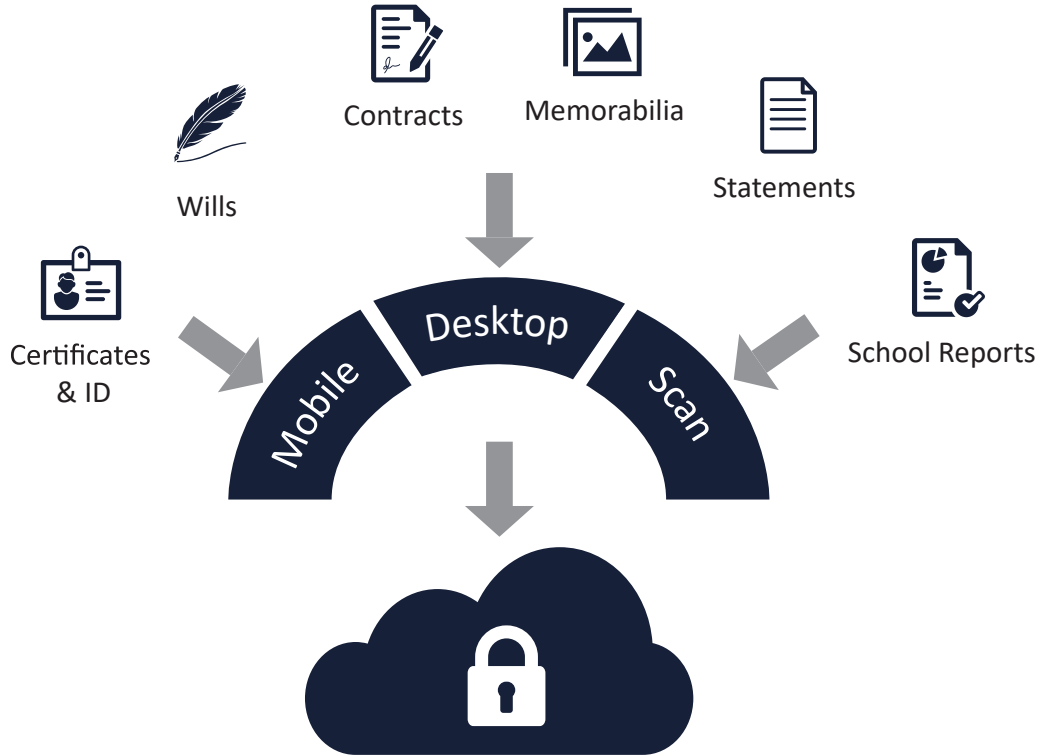 Contracts
Memorabilia
Statements
Wills
Certificates
& ID
School Reports
Mobile
Desktop
Scan